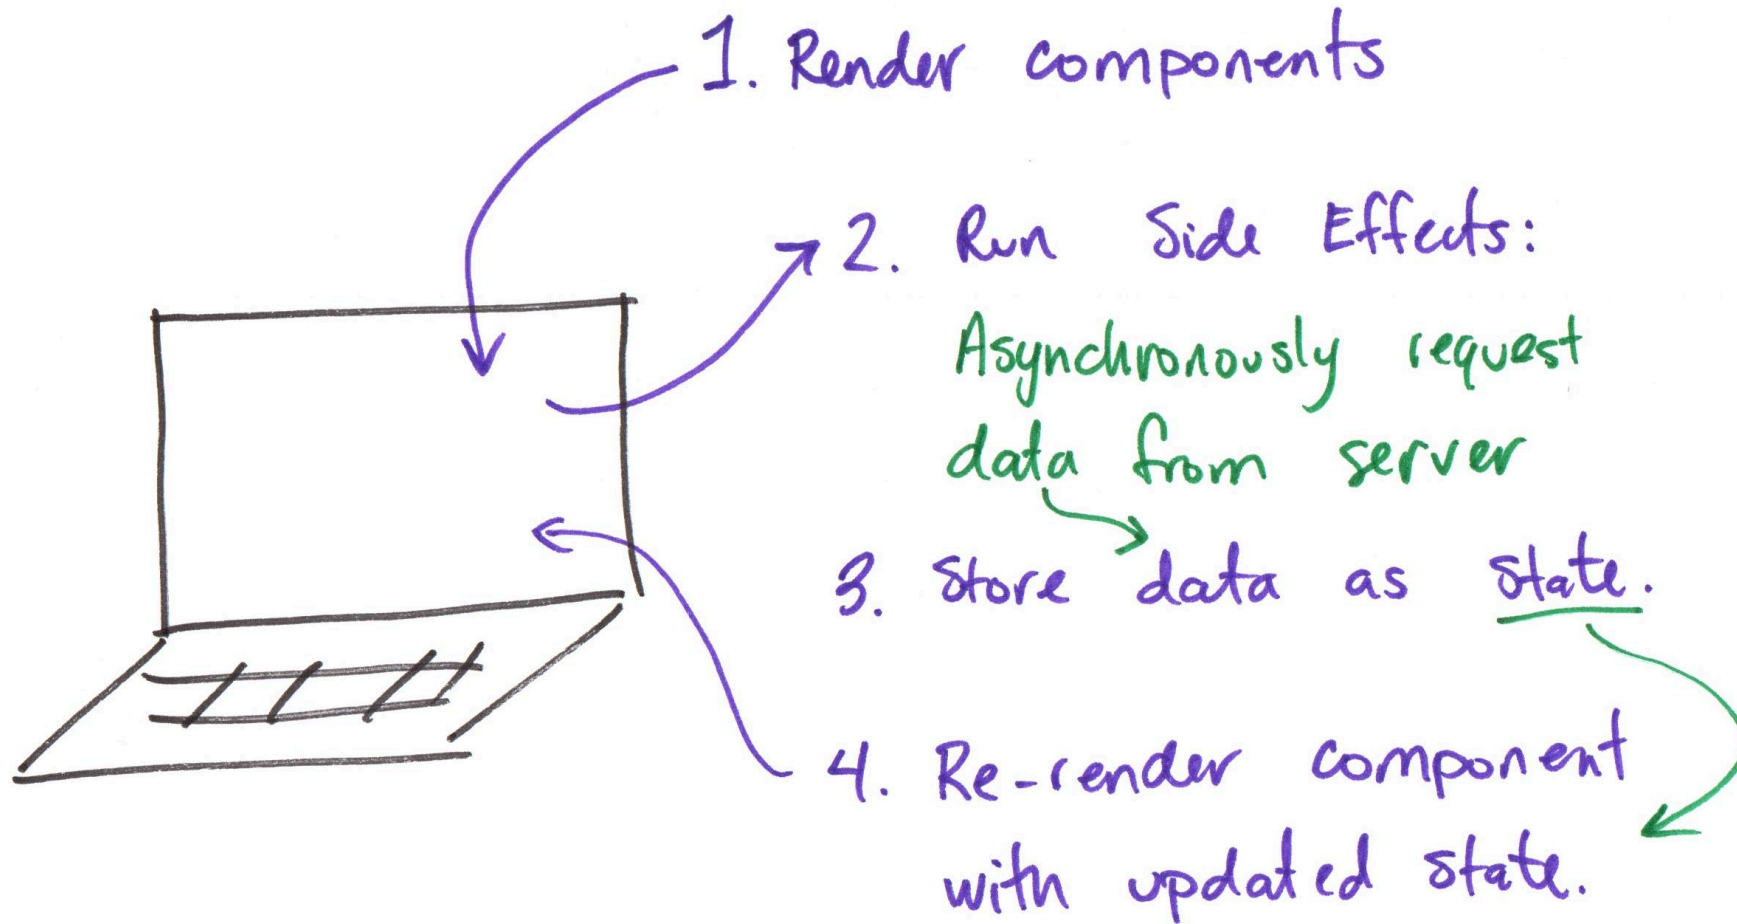 1. Render components
2. Run Side Effects:
Asynchronously request
data from server
3. Store data as state.
4. Re-render component
with updated state.